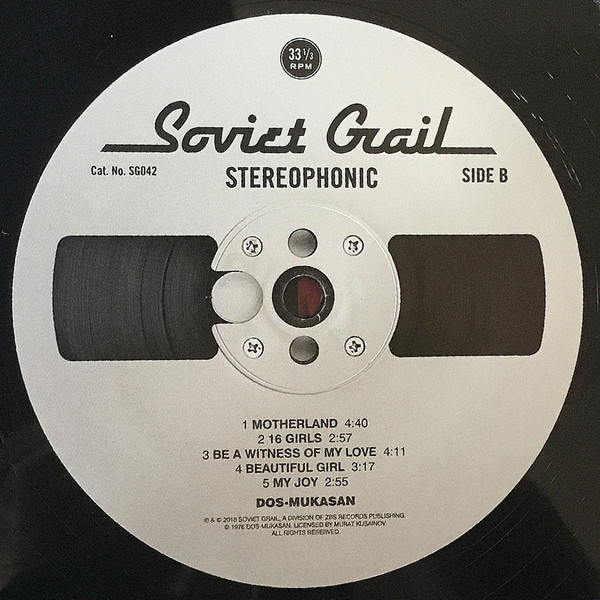 33 ⅓
RPM
Soviet Grail
Cat. No. SG042
STEREOPHONIC
SIDE B
1 MOTHERLAND 4:40
2 16 GIRLS 2:57
3 BE A WITNESS OF MY LOVE 4:11
4 BEAUTIFUL GIRL 3:17
5 MY JOY 2:55
DOS-MUKASAN
℗ & © 2018 SOVIET GRAIL, A DIVISION OF ZBS RECORDS PUBLISHING.
© 1976 DOS-MUKASAN. LICENSED BY MURAT KUSAINOV
ALL RIGHTS RESERVED.